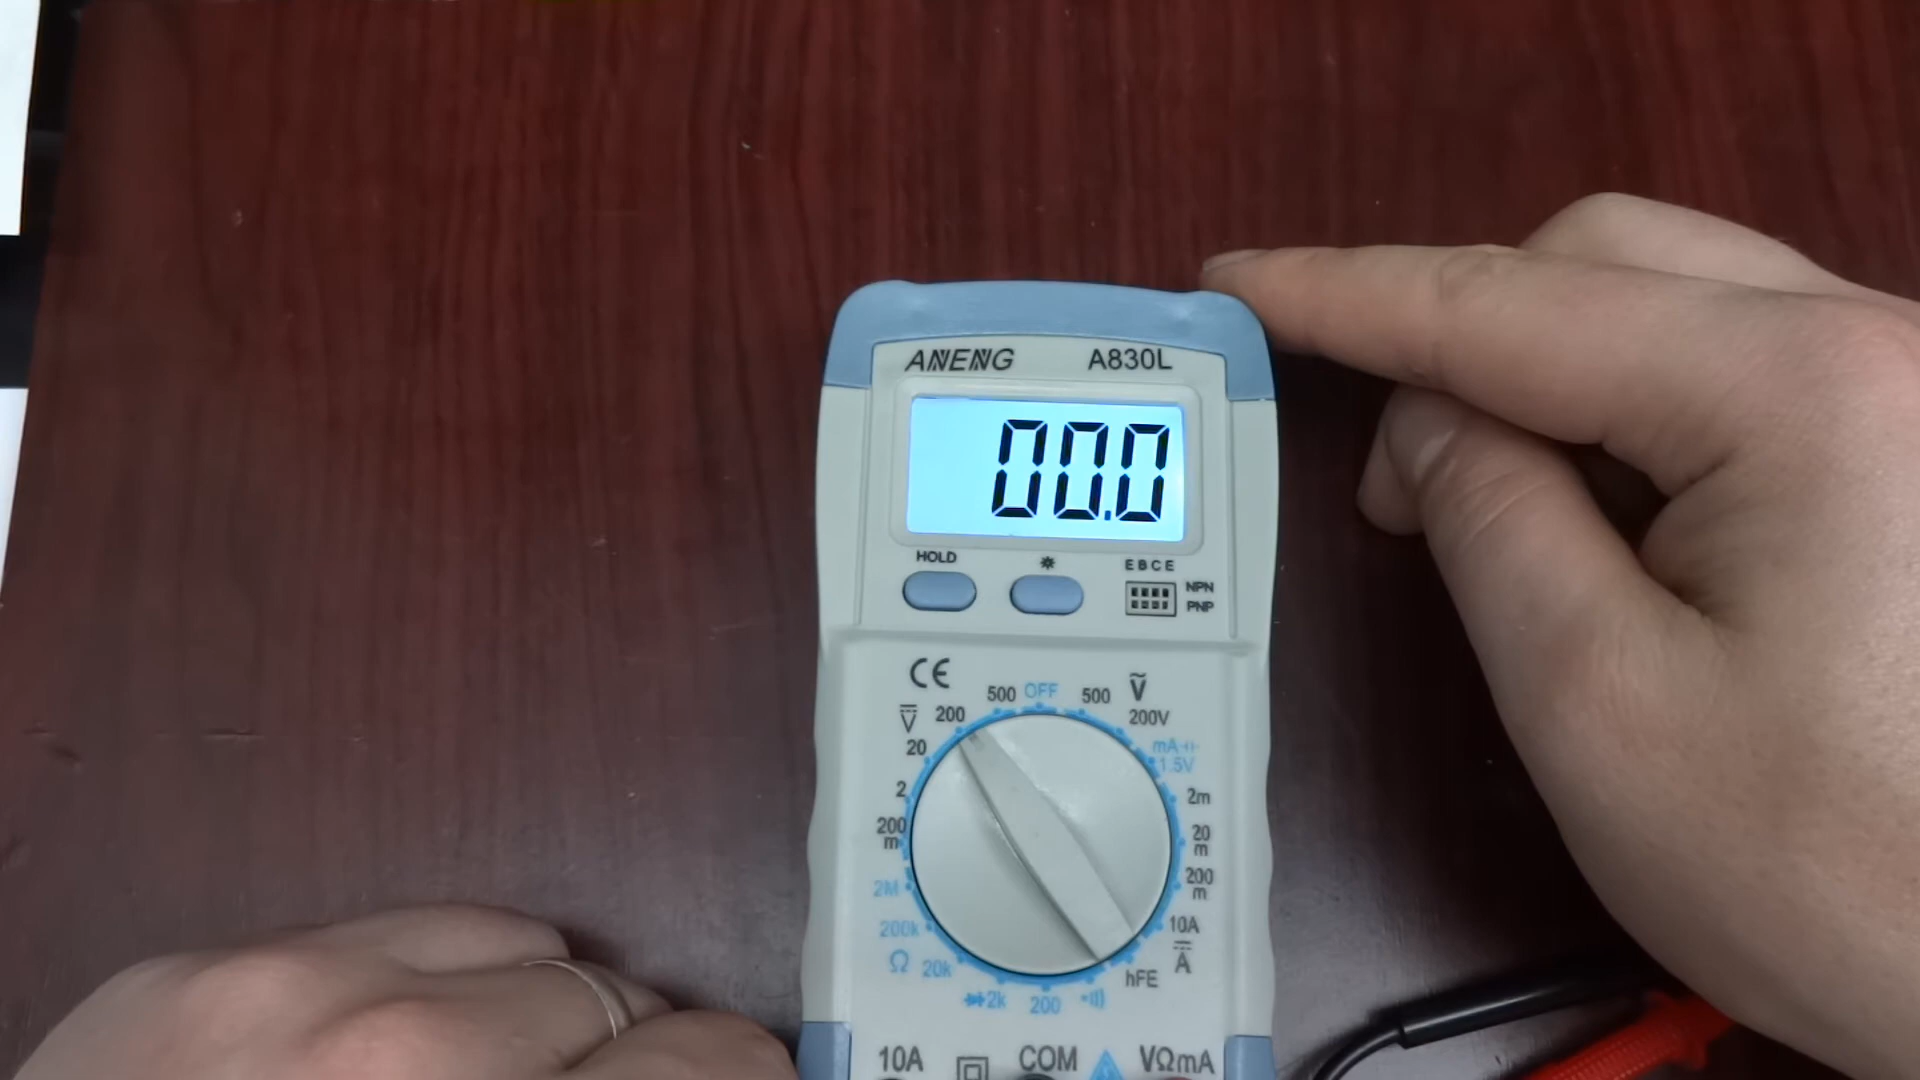 ANENG A830L
00.0
HOLD
E B C E
NPN
PNP
CE
500 OFF 500 V
V 200 200V
20 mA
1.5V
2 2m
200
m
20
m
2M 200
m
200k 10A
Ω 20k A
hFE
2k 200
10A COM VΩmA